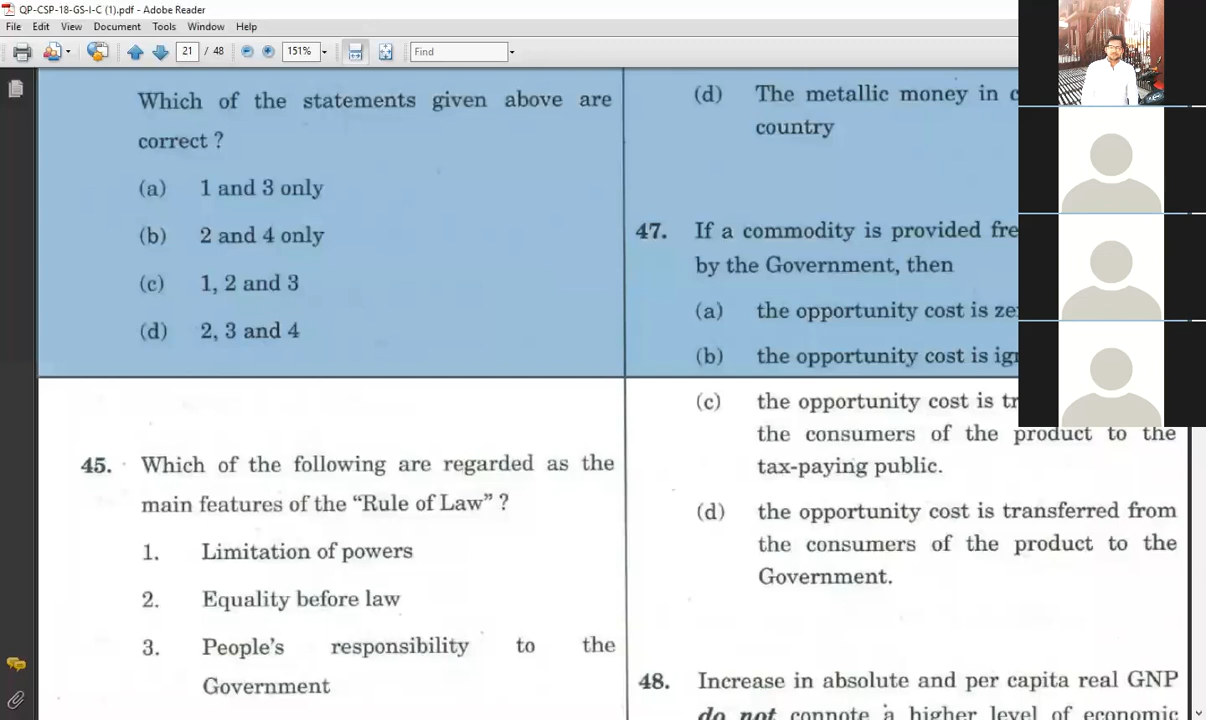 QP-CSP-18-GS-I-C (1).pdf - Adobe Reader
File Edit View Document Tools Window Help
21 / 48 151% Find
Which of the statements given above are
correct ?
(a) 1 and 3 only
(b) 2 and 4 only
(c) 1, 2 and 3
(d) 2, 3 and 4
45. Which of the following are regarded as the
main features of the “Rule of Law” ?
1. Limitation of powers
2. Equality before law
3. People’s responsibility to the
Government
(d) The metallic money in
country
47. If a commodity is provided
by the Government, then
(a) the opportunity cost is
(b) the opportunity cost is
(c) the opportunity cost is
the consumers of the product to the
tax-paying public.
(d) the opportunity cost is transferred from
the consumers of the product to the
Government.
48. Increase in absolute and per capita real GNP
do not connote a higher level of economic